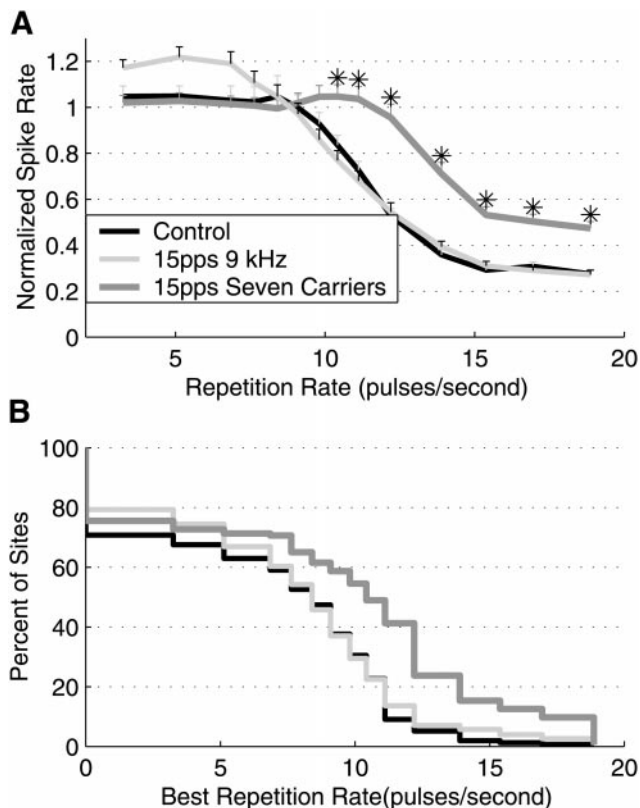 A
Normalized Spike Rate
1.2
1
0.8
0.6
0.4
0.2
0
Control
15pps 9 kHz
15pps Seven Carriers
5 10 15 20
Repetition Rate (pulses/second)
B
Percent of Sites
100
80
60
40
20
0
0 5 10 15 20
Best Repetition Rate(pulses/second)